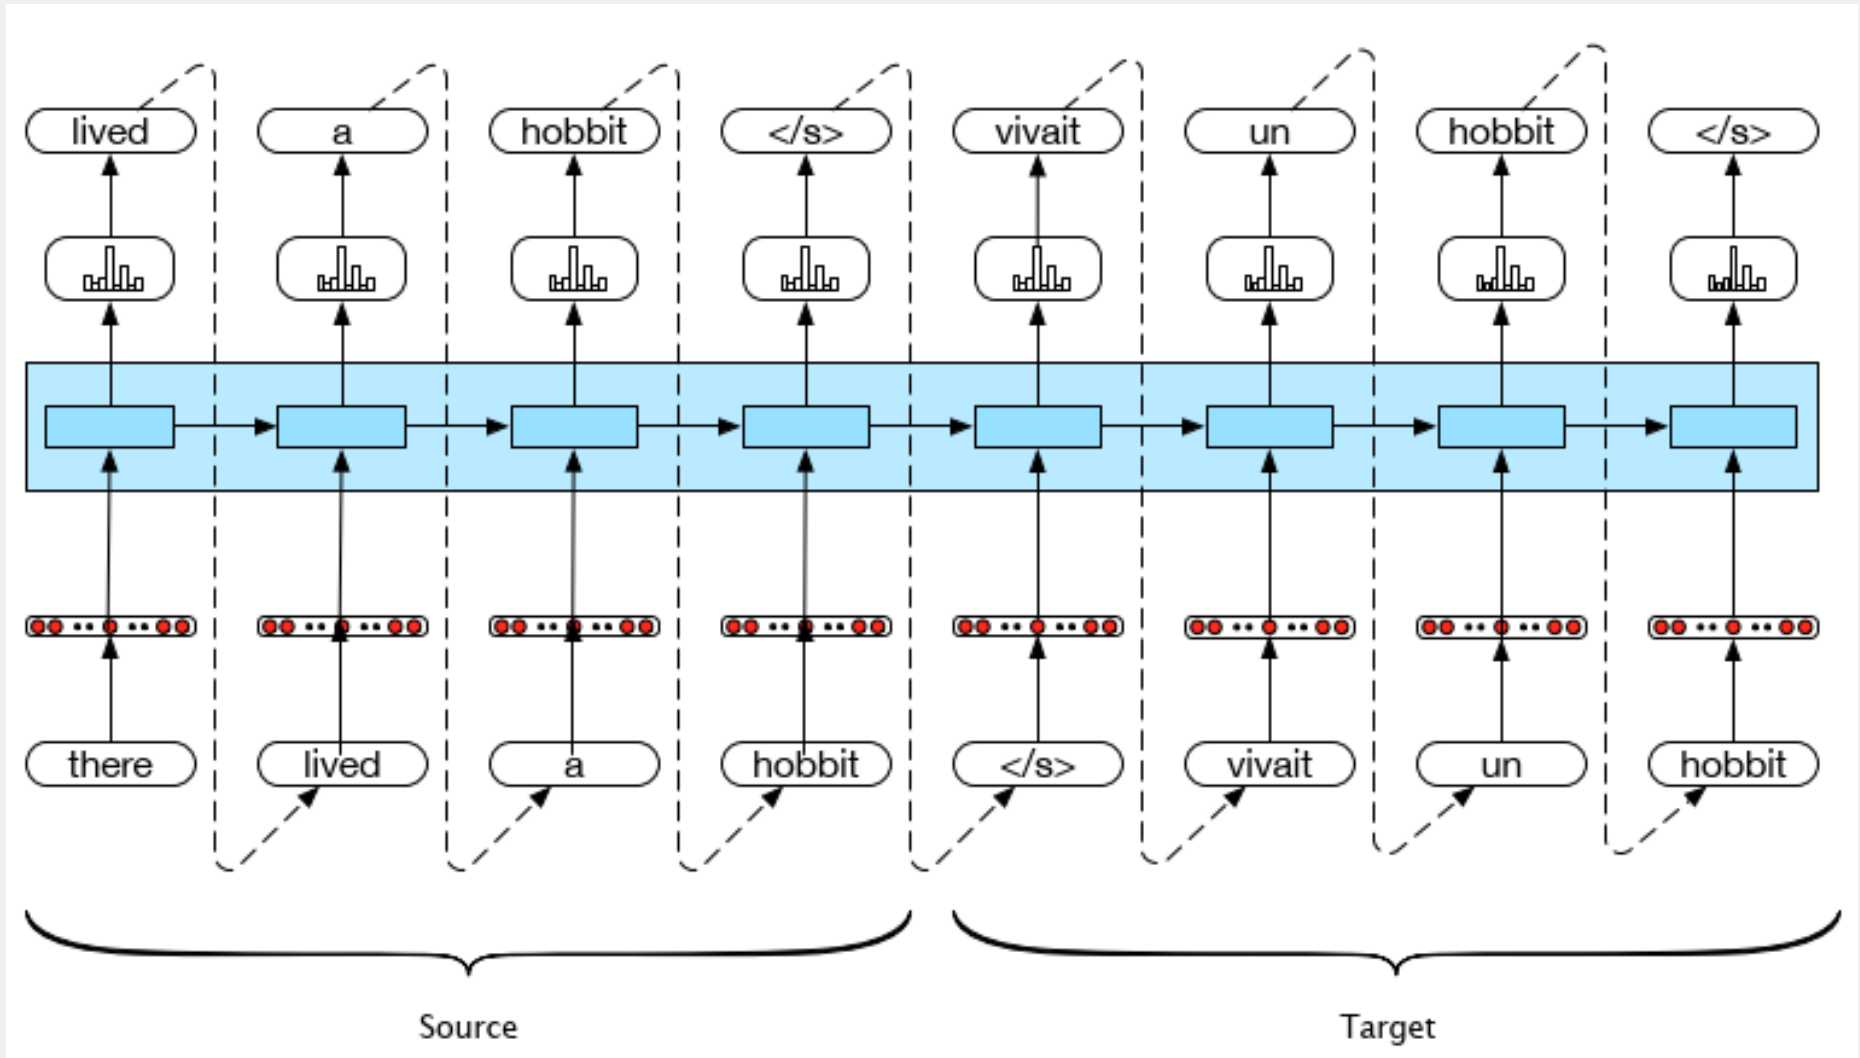 lived a hobbit </s> vivait un hobbit </s>
there lived a hobbit </s> vivait un hobbit
Source Target